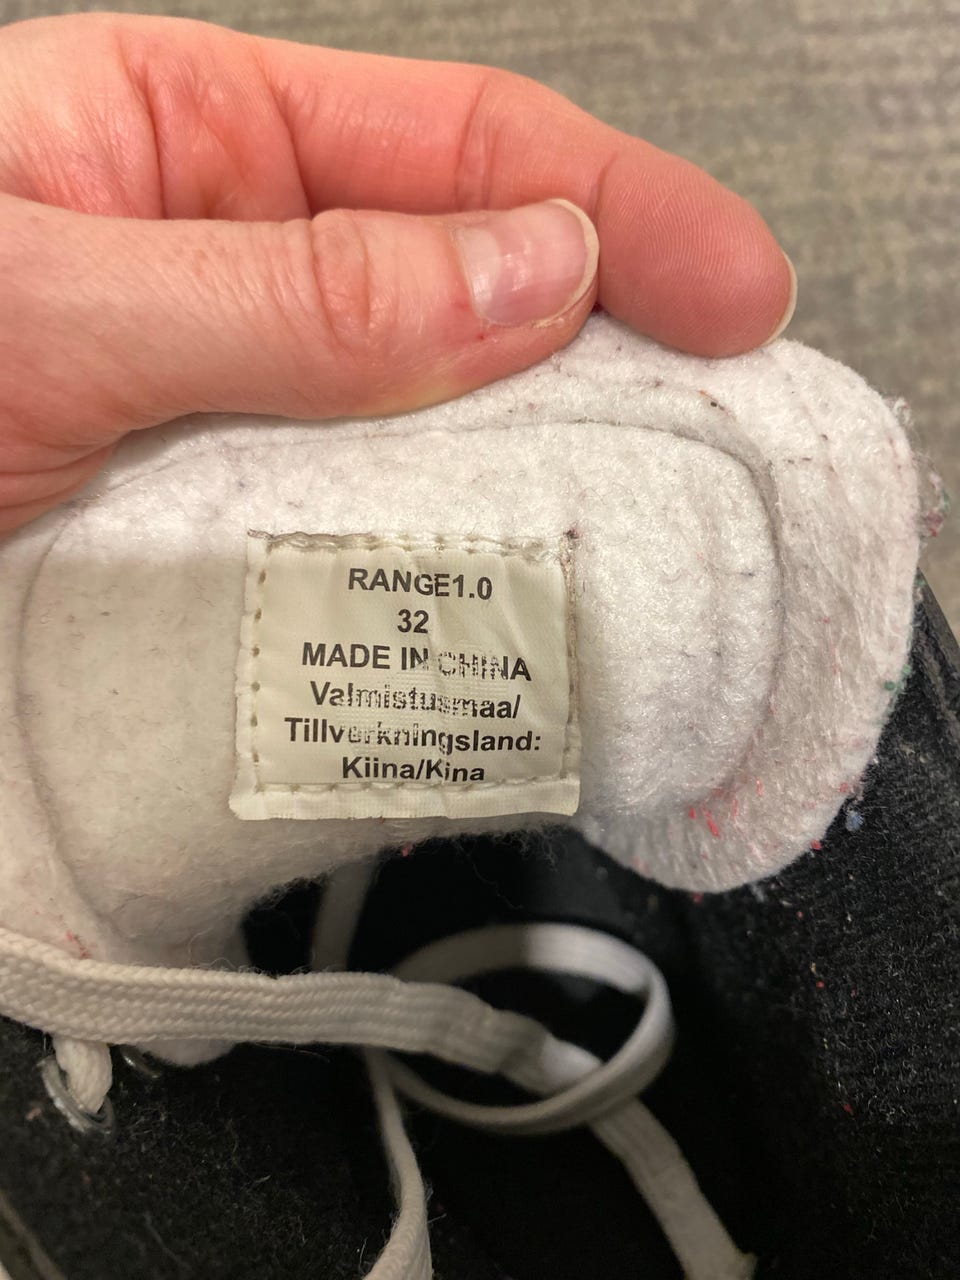 RANGE1.0
32
MADE IN CHINA
Valmistusmaa/
Tillverkningsland:
Kiina/Kina